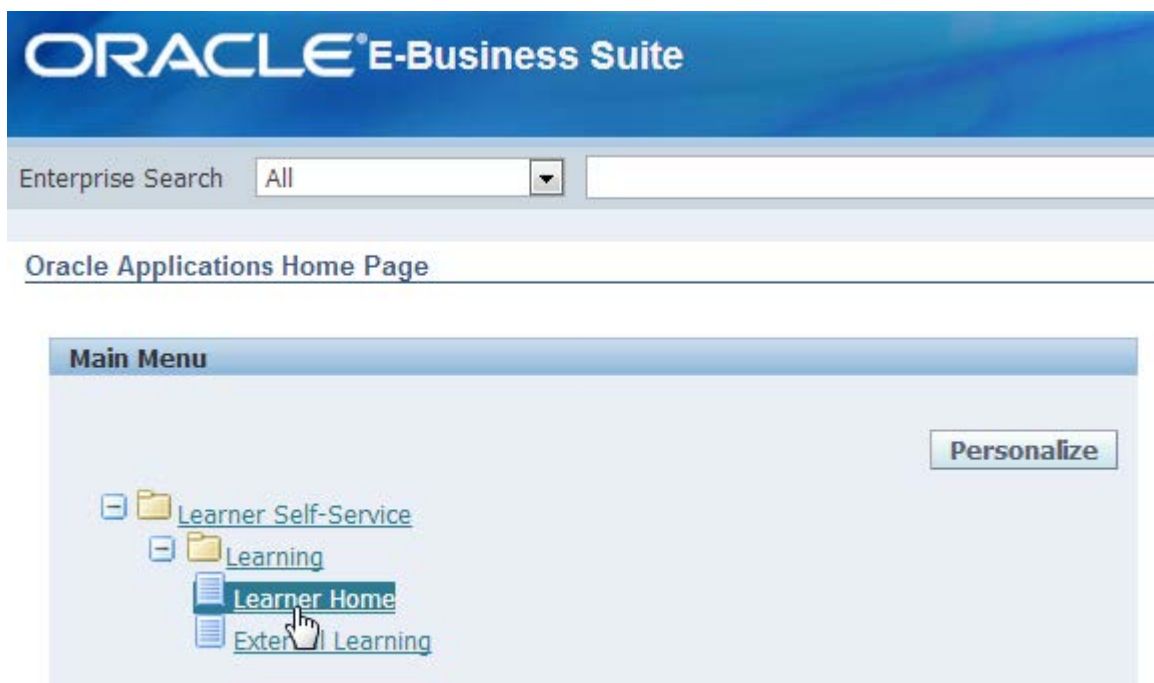 ORACLE® E-Business Suite
Enterprise Search All
Oracle Applications Home Page
Main Menu
Personalize
Learner Self-Service
Learning
Learner Home
External Learning